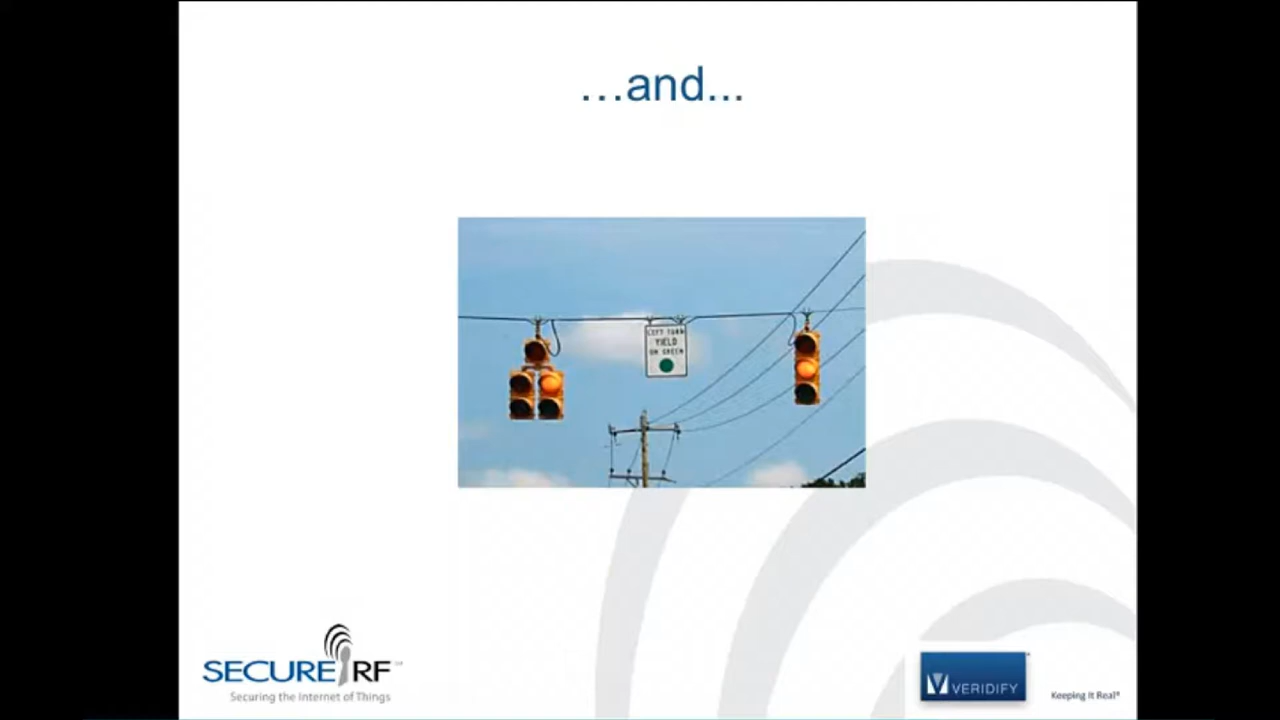 ...and...
LEFT TURN
YIELD
ON GREEN
SECURE RF
Securing the Internet of Things
VERIDIFY
Keeping It Real®